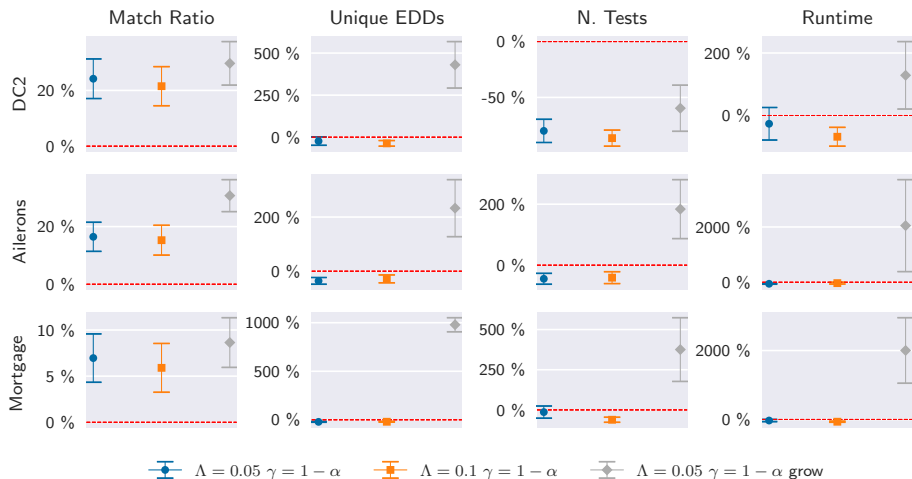 Match Ratio
Unique EDDs
N. Tests
Runtime
DC2
20 %
0 %
500 %
250 %
0 %
0 %
-50 %
200 %
0 %
Ailerons
20 %
0 %
200 %
0 %
200 %
0 %
2000 %
0 %
Mortgage
10 %
5 %
0 %
1000 %
500 %
0 %
500 %
250 %
0 %
2000 %
0 %
Λ = 0.05 γ = 1 − α
Λ = 0.1 γ = 1 − α
Λ = 0.05 γ = 1 − α grow